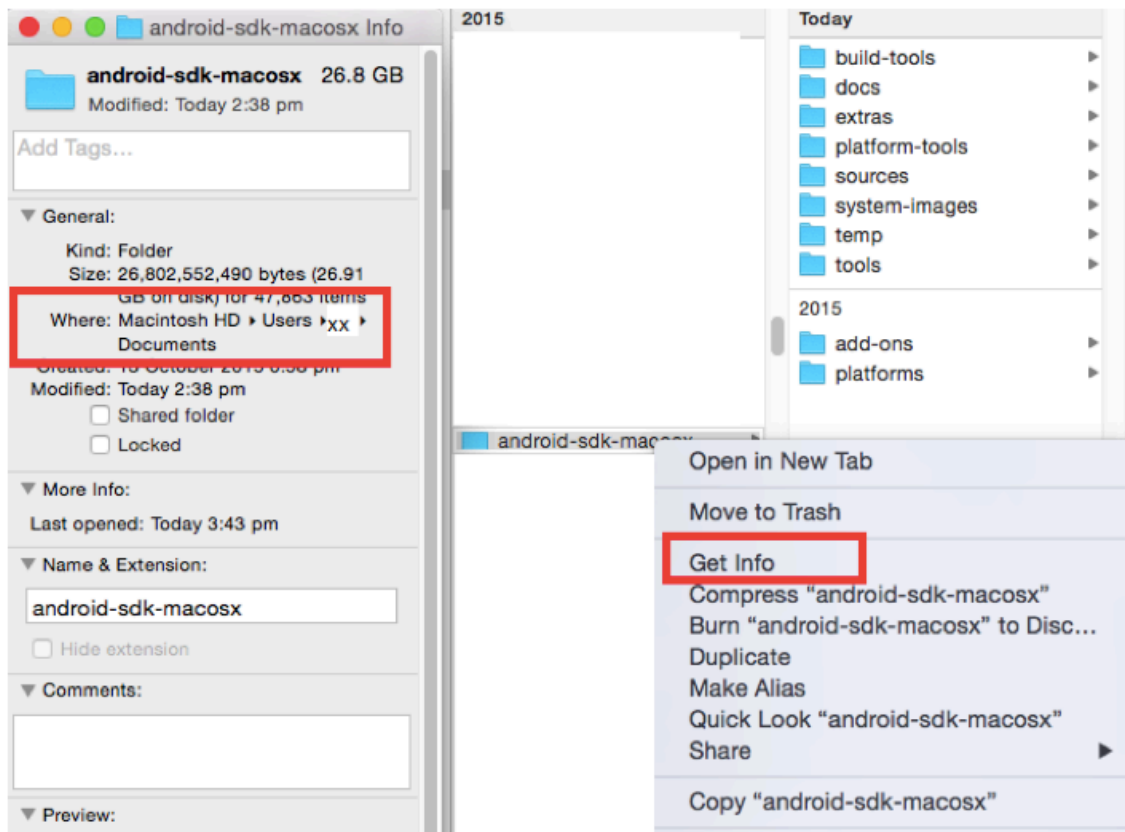 android-sdk-macosx Info
android-sdk-macosx 26.8 GB
Modified: Today 2:38 pm
Add Tags...
General:
Kind: Folder
Size: 26,802,552,490 bytes (26.91
GB on disk) for 47,863 items
Where: Macintosh HD ▸ Users ▸ xx ▸
Documents
Created: October 2015 pm
Modified: Today 2:38 pm
Shared folder
Locked
More Info:
Last opened: Today 3:43 pm
Name & Extension:
android-sdk-macosx
Hide extension
Comments:
Preview:
2015
android-sdk-macosx
Today
build-tools
docs
extras
platform-tools
sources
system-images
temp
tools
2015
add-ons
platforms
Open in New Tab
Move to Trash
Get Info
Compress “android-sdk-macosx”
Burn “android-sdk-macosx” to Disc...
Duplicate
Make Alias
Quick Look “android-sdk-macosx”
Share
Copy “android-sdk-macosx”